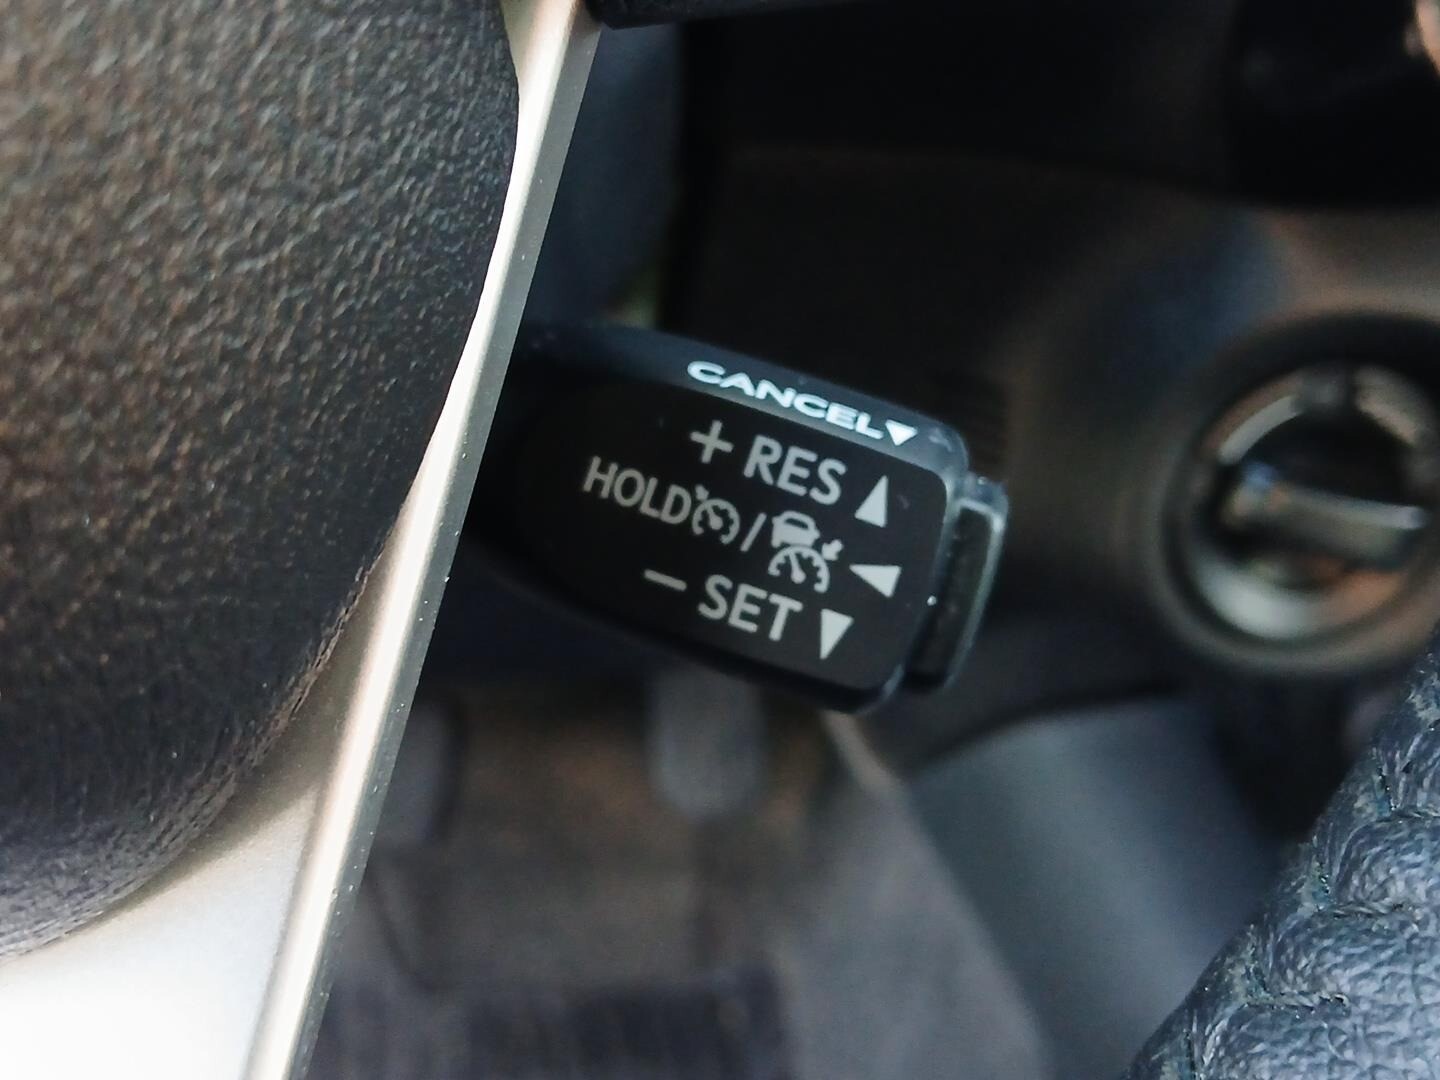 CANCEL▼
+ RES ▲
HOLD / ◀
− SET ▼